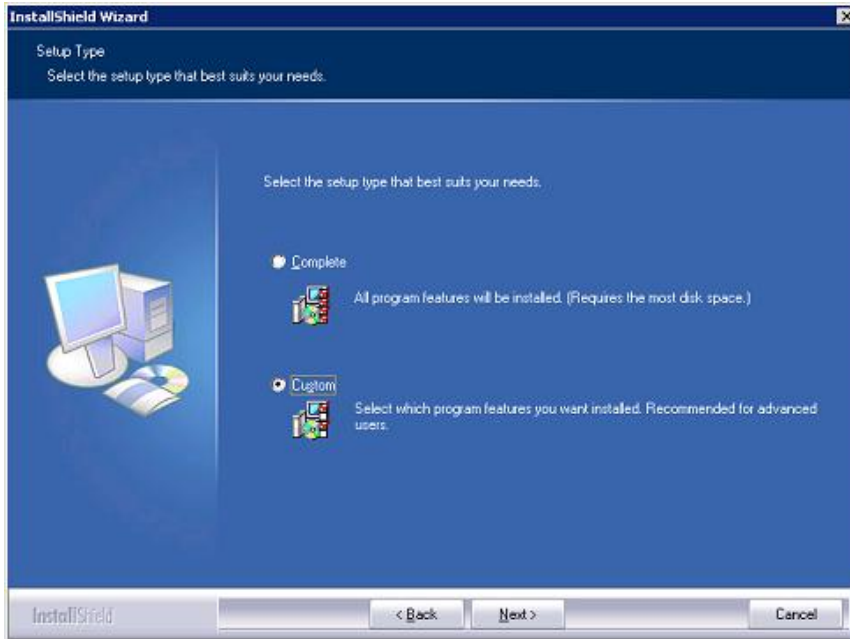 InstallShield Wizard
Setup Type
Select the setup type that best suits your needs.
Select the setup type that best suits your needs.
Complete
All program features will be installed. (Requires the most disk space.)
Custom
Select which program features you want installed. Recommended for advanced
users.
InstallShield
< Back
Next >
Cancel